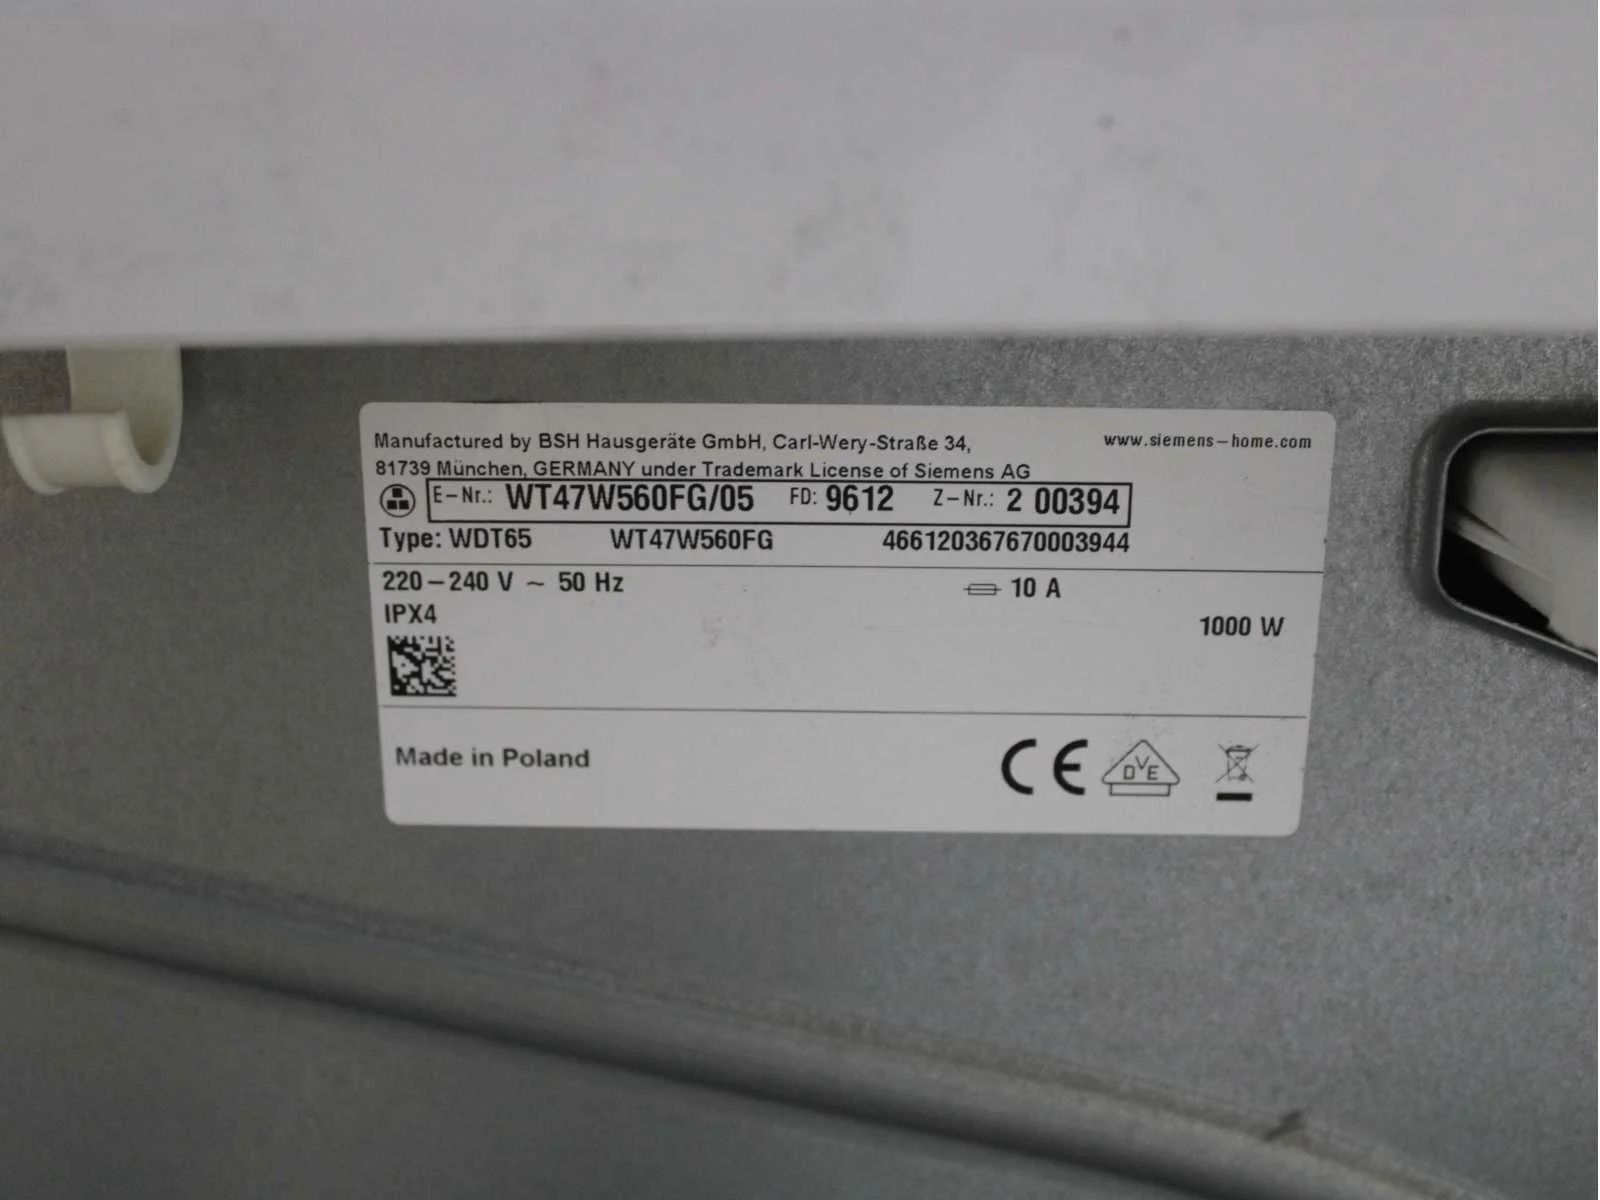 Manufactured by BSH Hausgeräte GmbH, Carl-Wery-Straße 34,
www.siemens-home.com
81739 München, GERMANY under Trademark License of Siemens AG
E-Nr.: WT47W560FG/05 FD: 9612 Z-Nr.: 2 00394
Type: WDT65 WT47W560FG 466120367670003944
220-240 V ~ 50 Hz 10 A
IPX4
1000 W
Made in Poland
CE DVE